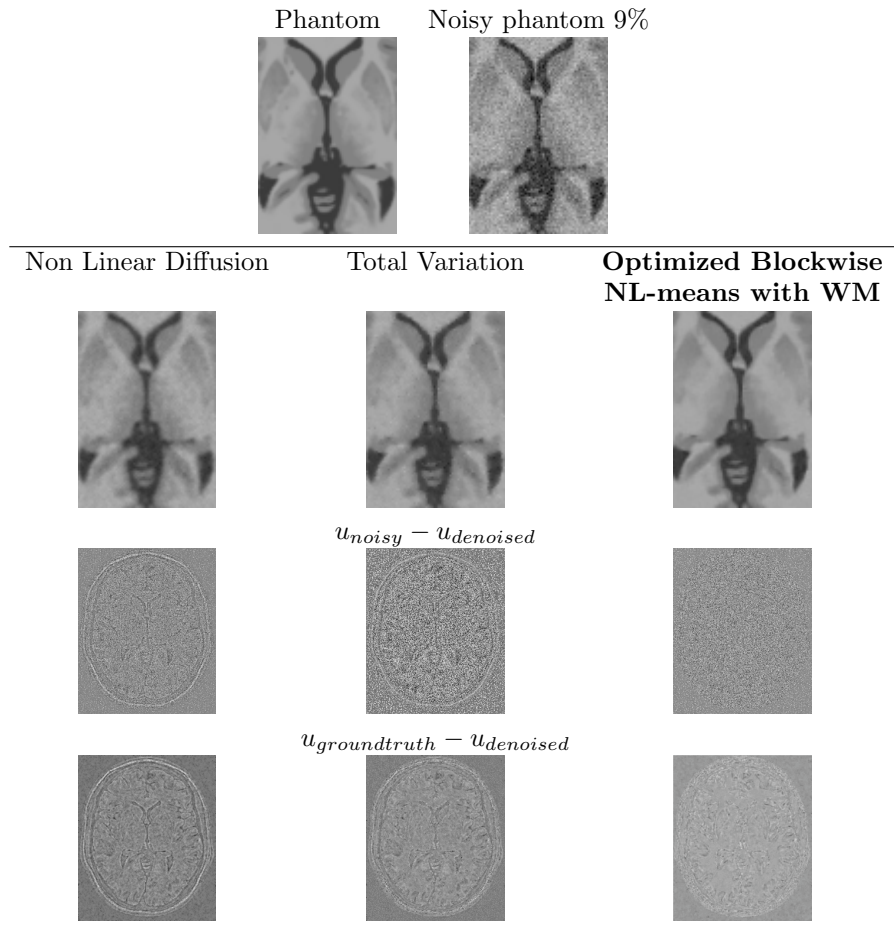 Phantom Noisy phantom 9%
Non Linear Diffusion Total Variation Optimized Blockwise
NL-means with WM
u_{noisy} − u_{denoised}
u_{groundtruth} − u_{denoised}